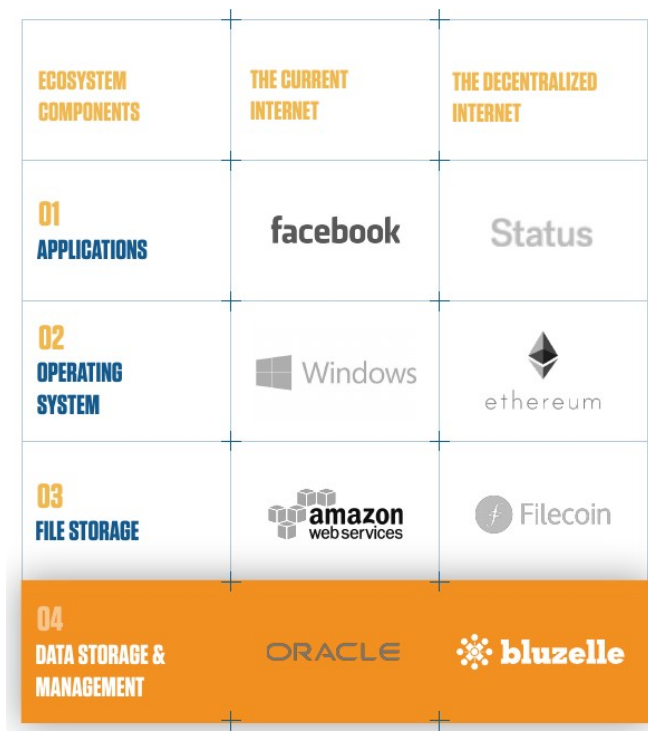 ECOSYSTEM
COMPONENTS
THE CURRENT
INTERNET
THE DECENTRALIZED
INTERNET
01
APPLICATIONS
facebook
Status
02
OPERATING
SYSTEM
Windows
ethereum
03
FILE STORAGE
amazon
webservices
Filecoin
04
DATA STORAGE &
MANAGEMENT
ORACLE
bluzelle